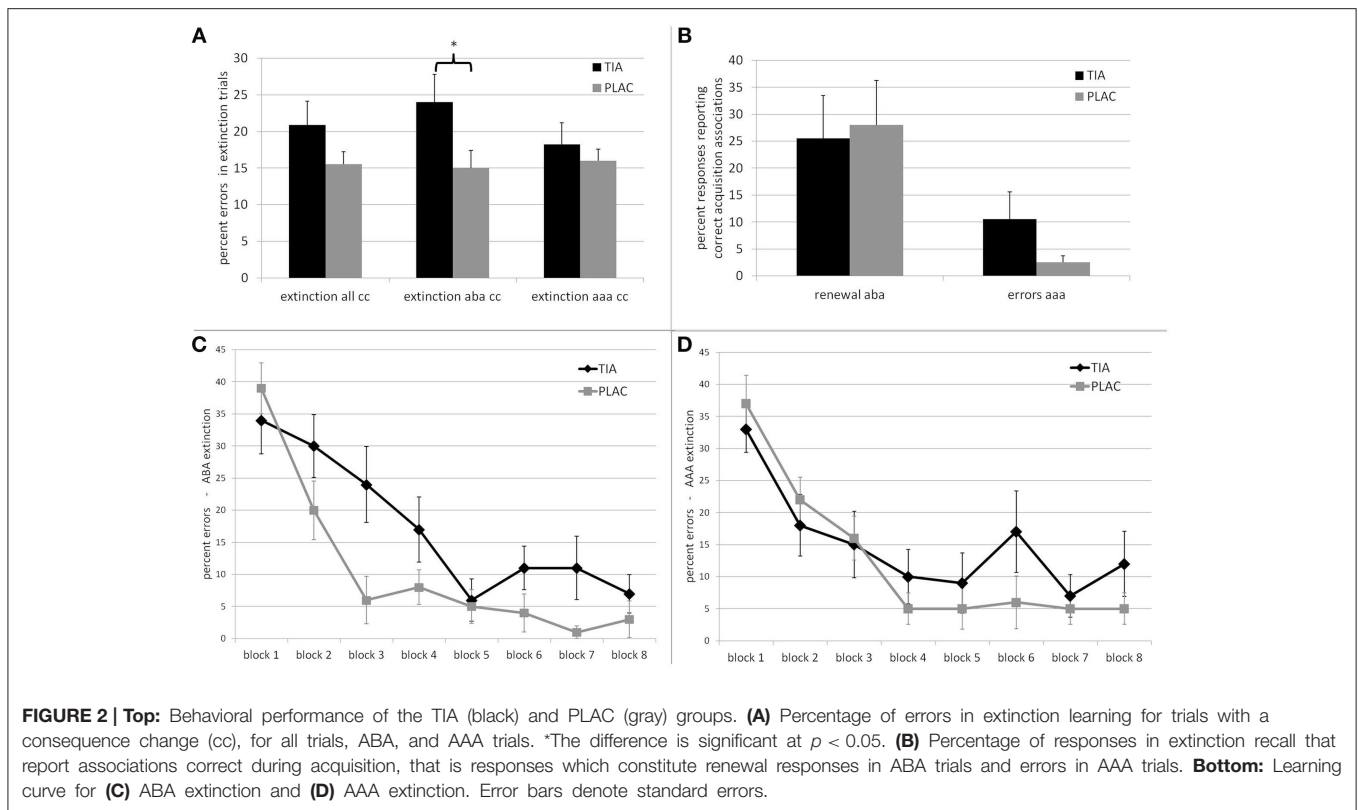 A
percent errors in extinction trials
30
25
20
15
10
5
0
*
TIA
PLAC
extinction all cc
extinction aba cc
extinction aaa cc
B
percent responses reporting
correct acquisition associations
40
35
30
25
20
15
10
5
0
TIA
PLAC
renewal aba
errors aaa
C
percent errors - ABA extinction
45
40
35
30
25
20
15
10
5
0
TIA
PLAC
block 1
block 2
block 3
block 4
block 5
block 6
block 7
block 8
D
percent errors - AAA extinction
45
40
35
30
25
20
15
10
5
0
TIA
PLAC
block 1
block 2
block 3
block 4
block 5
block 6
block 7
block 8
FIGURE 2 | Top: Behavioral performance of the TIA (black) and PLAC (gray) groups. (A) Percentage of errors in extinction learning for trials with a
consequence change (cc), for all trials, ABA, and AAA trials. *The difference is significant at p < 0.05. (B) Percentage of responses in extinction recall that
report associations correct during acquisition, that is responses which constitute renewal responses in ABA trials and errors in AAA trials. Bottom: Learning
curve for (C) ABA extinction and (D) AAA extinction. Error bars denote standard errors.